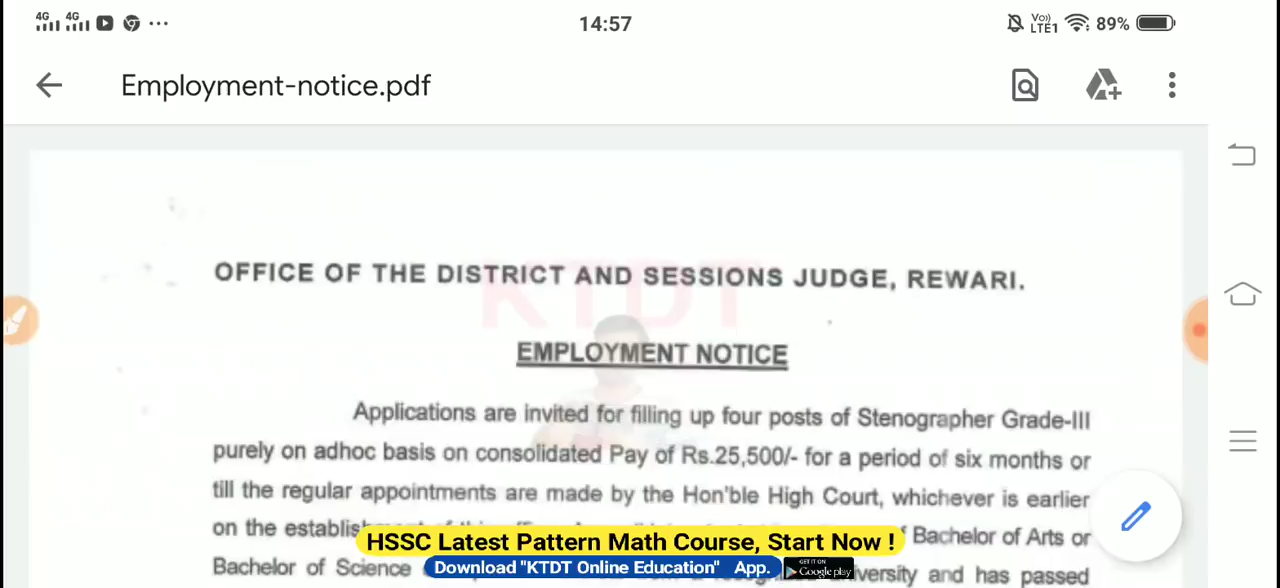 4G 4G 14:57 Vo)) LTE1 89%
Employment-notice.pdf
KTDT
OFFICE OF THE DISTRICT AND SESSIONS JUDGE, REWARI.
EMPLOYMENT NOTICE
Applications are invited for filling up four posts of Stenographer Grade-III
purely on adhoc basis on consolidated Pay of Rs.25,500/- for a period of six months or
till the regular appointments are made by the Hon'ble High Court, whichever is earlier
on the Bachelor of Arts or
Bachelor of Science and has passed
HSSC Latest Pattern Math Course, Start Now !
Download "KTDT Online Education" App. GET IT ON Google play